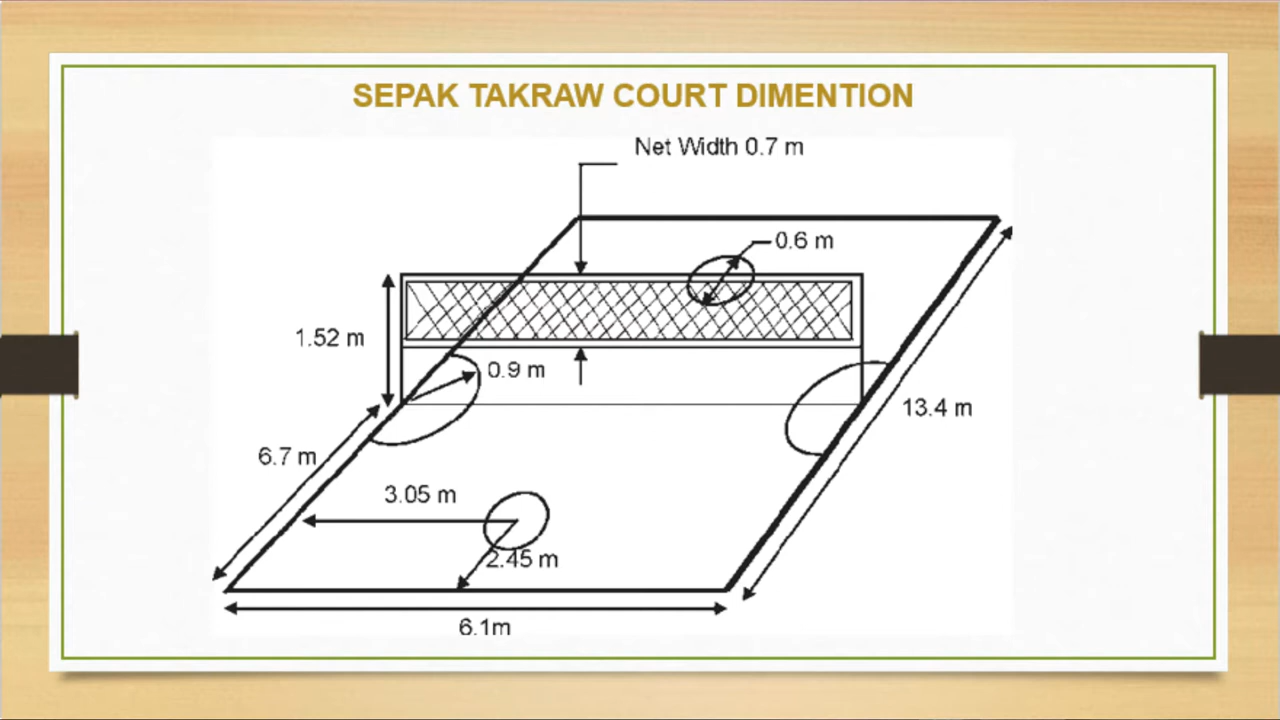 SEPAK TAKRAW COURT DIMENTION
Net Width 0.7 m
0.6 m
1.52 m
0.9 m
13.4 m
6.7 m
3.05 m
2.45 m
6.1m